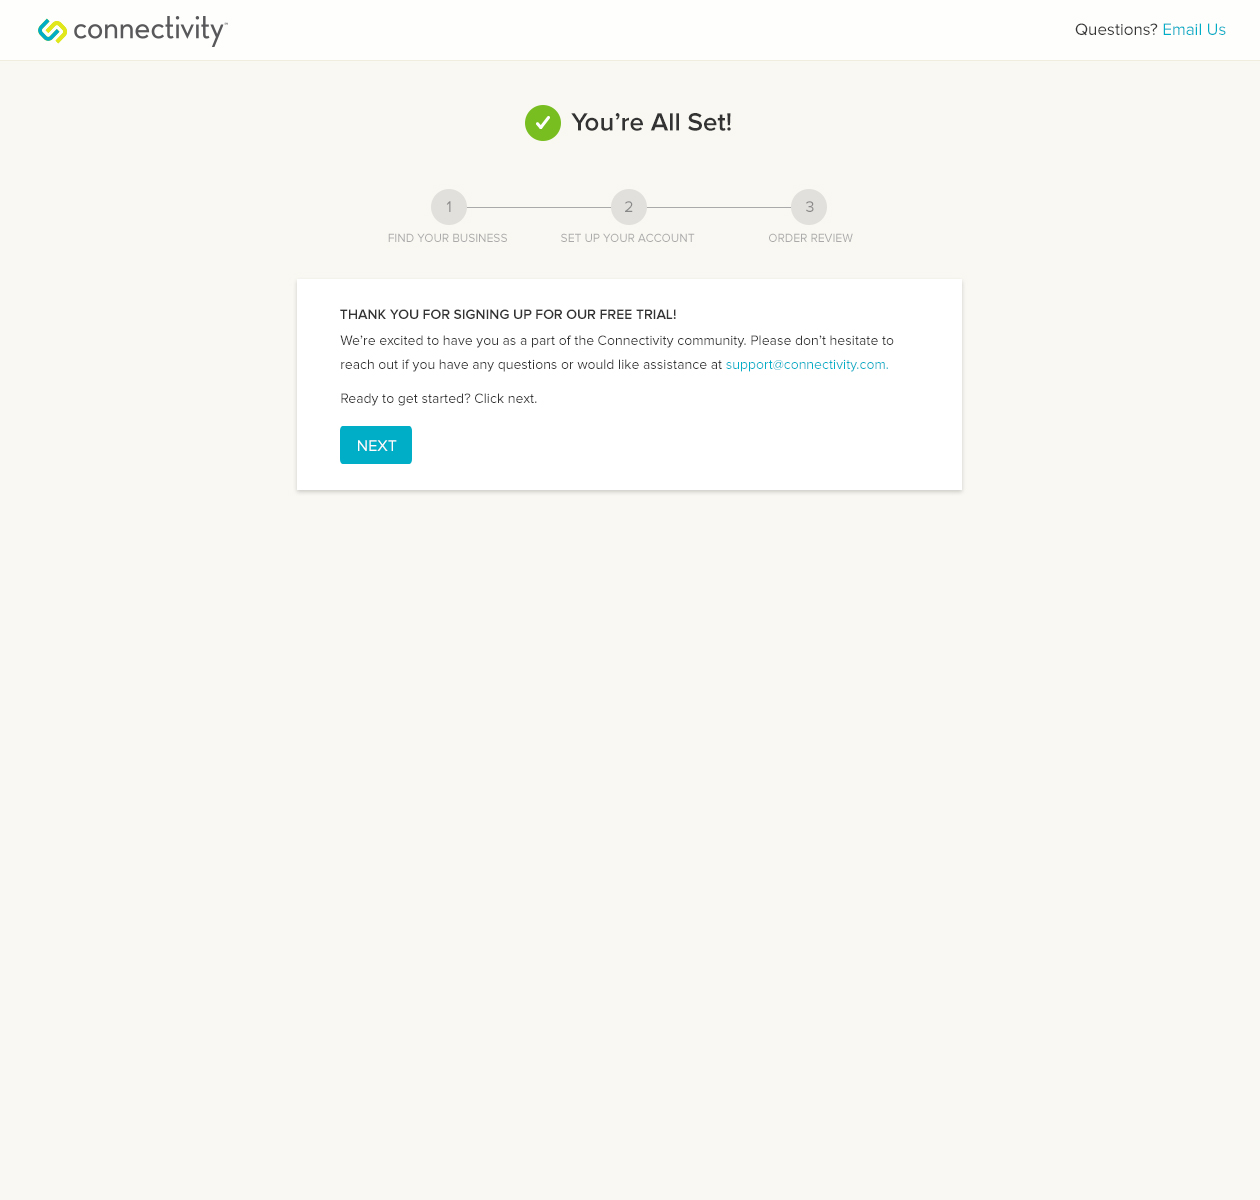 connectivity™
Questions? Email Us
You’re All Set!
1
2
3
FIND YOUR BUSINESS
SET UP YOUR ACCOUNT
ORDER REVIEW
THANK YOU FOR SIGNING UP FOR OUR FREE TRIAL!
We’re excited to have you as a part of the Connectivity community. Please don’t hesitate to
reach out if you have any questions or would like assistance at support@connectivity.com.
Ready to get started? Click next.
NEXT